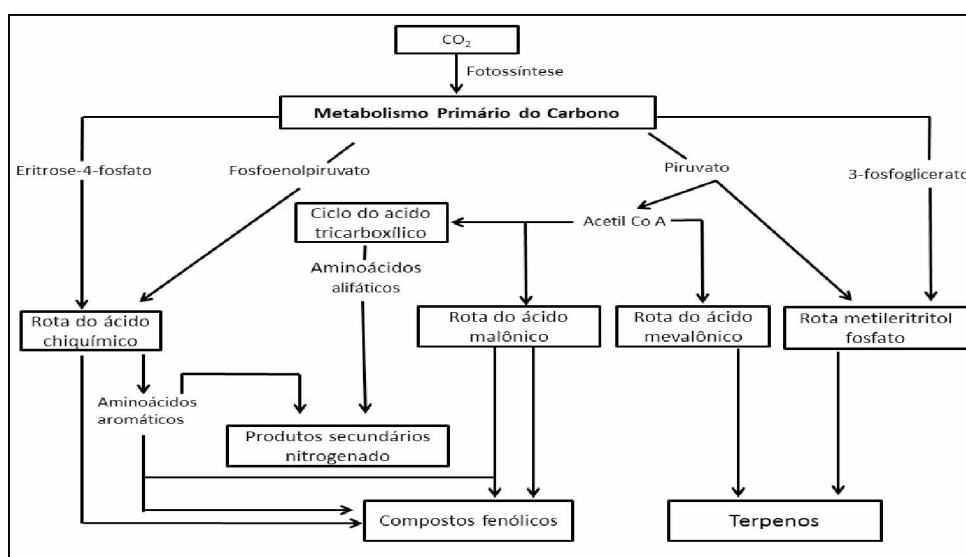 CO₂
Fotossíntese
Metabolismo Primário do Carbono
Eritrose-4-fosfato
Fosfoenolpiruvato
Piruvato
3-fosfoglicerato
Ciclo do acido
tricarboxílico
Acetil Co A
Aminoácidos
alifáticos
Rota do ácido
chiquímico
Rota do ácido
malônico
Rota do ácido
mevalônico
Rota metileritritol
fosfato
Aminoácidos
aromáticos
Produtos secundários
nitrogenado
Compostos fenólicos
Terpenos